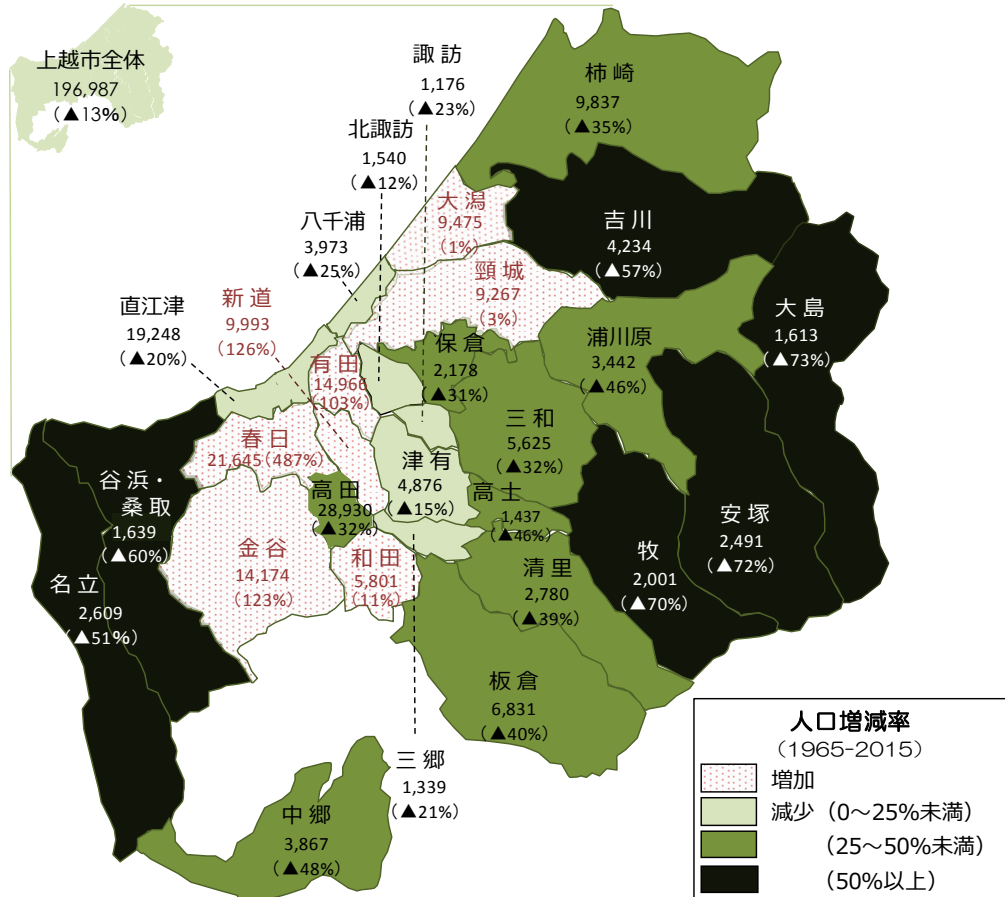 上越市全体
196,987
(▲13%)
諏訪
1,176
(▲23%)
北諏訪
1,540
(▲12%)
柿崎
9,837
(▲35%)
大潟
9,475
(1%)
吉川
4,234
(▲57%)
八千浦
3,973
(▲25%)
頸城
9,267
(3%)
大島
1,613
(▲73%)
直江津
19,248
(▲20%)
新道
9,993
(126%)
有田
14,966
(103%)
保倉
2,178
(▲31%)
浦川原
3,442
(▲46%)
春日
21,645(487%)
三和
5,625
(▲32%)
谷浜・
桑取
1,639
(▲60%)
高田
28,930
(▲32%)
津有
4,876
(▲15%)
高士
1,437
(▲46%)
安塚
2,491
(▲72%)
金谷
14,174
(123%)
和田
5,801
(11%)
清里
2,780
(▲39%)
牧
2,001
(▲70%)
名立
2,609
(▲51%)
板倉
6,831
(▲40%)
三郷
1,339
(▲21%)
中郷
3,867
(▲48%)
人口増減率
(1965-2015)
増加
減少(0～25%未満)
(25～50%未満)
(50%以上)